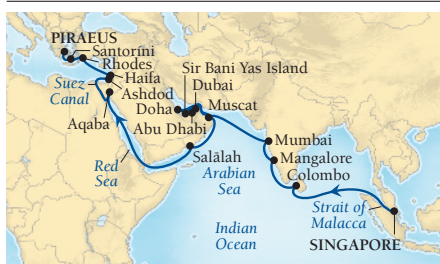 PIRAEUS
Santorini
Rhodes
Haifa
Suez
Canal
Ashdod
Sir Bani Yas Island
Dubai
Doha
Muscat
Aqaba
Abu Dhabi
Mumbai
Red
Sea
Salālah
Mangalore
Arabian
Sea
Colombo
Strait of
Malacca
Indian
Ocean
SINGAPORE